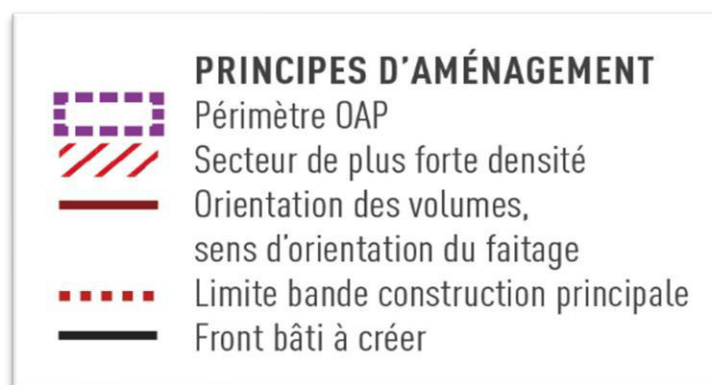 PRINCIPES D’AMÉNAGEMENT
Périmètre OAP
Secteur de plus forte densité
Orientation des volumes,
sens d’orientation du faitage
Limite bande construction principale
Front bâti à créer